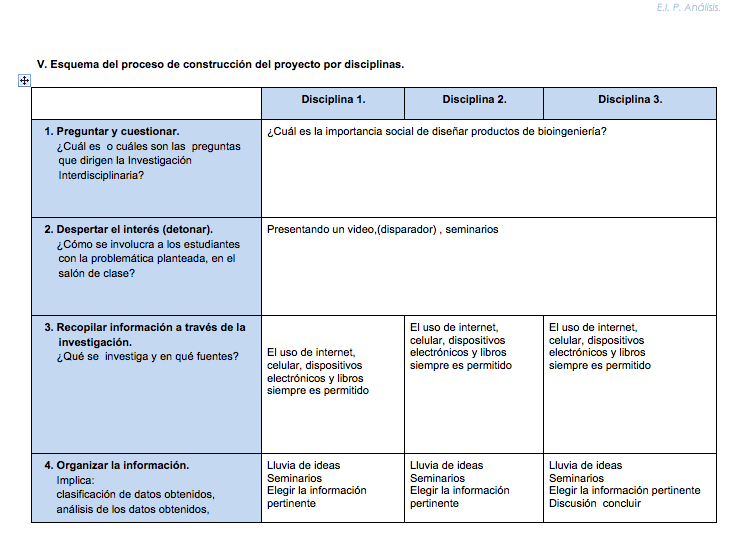 E.I. P. Análisis.
V. Esquema del proceso de construcción del proyecto por disciplinas.
Disciplina 1.
Disciplina 2.
Disciplina 3.
1. Preguntar y cuestionar.
¿Cuál es  o cuáles son las  preguntas
que dirigen la Investigación
Interdisciplinaria?
¿Cuál es la importancia social de diseñar productos de bioingeniería?
2. Despertar el interés (detonar).
¿Cómo se involucra a los estudiantes
con la problemática planteada, en el
salón de clase?
Presentando un video,(disparador) , seminarios
3. Recopilar información a través de la
investigación.
¿Qué se  investiga y en qué fuentes?
El uso de internet,
celular, dispositivos
electrónicos y libros
siempre es permitido
El uso de internet,
celular, dispositivos
electrónicos y libros
siempre es permitido
El uso de internet,
celular, dispositivos
electrónicos y libros
siempre es permitido
4. Organizar la información.
Implica:
clasificación de datos obtenidos,
análisis de los datos obtenidos,
Lluvia de ideas
Seminarios
Elegir la información
pertinente
Lluvia de ideas
Seminarios
Elegir la información
pertinente
Lluvia de ideas
Seminarios
Elegir la información pertinente
Discusión  concluir